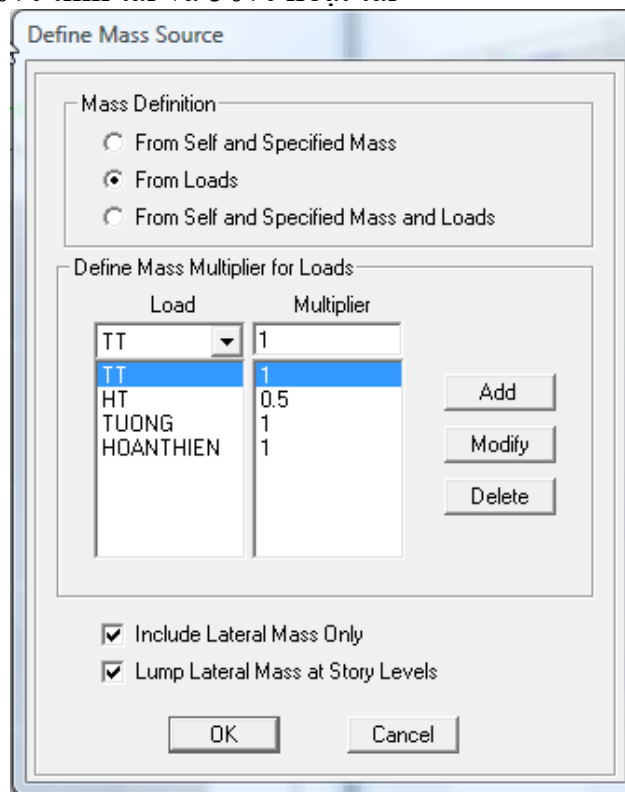 Define Mass Source
Mass Definition
From Self and Specified Mass
From Loads
From Self and Specified Mass and Loads
Define Mass Multiplier for Loads
Load Multiplier
TT 1
TT 1
HT 0.5
TUONG 1
HOANTHIEN 1
Add
Modify
Delete
Include Lateral Mass Only
Lump Lateral Mass at Story Levels
OK Cancel